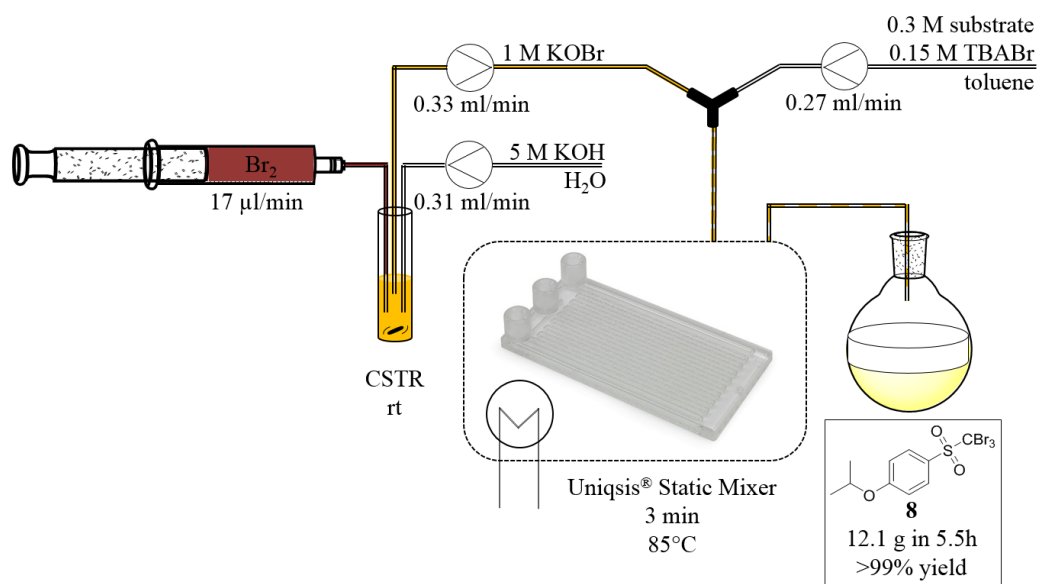 0.3 M substrate
1 M KOBr
0.15 M TBABr
toluene
0.33 ml/min
0.27 ml/min
Br2
5 M KOH
H2O
17 µl/min
0.31 ml/min
CSTR
rt
Uniqsis® Static Mixer
3 min
85°C
O
S
CBr3
O
O
8
12.1 g in 5.5h
>99% yield